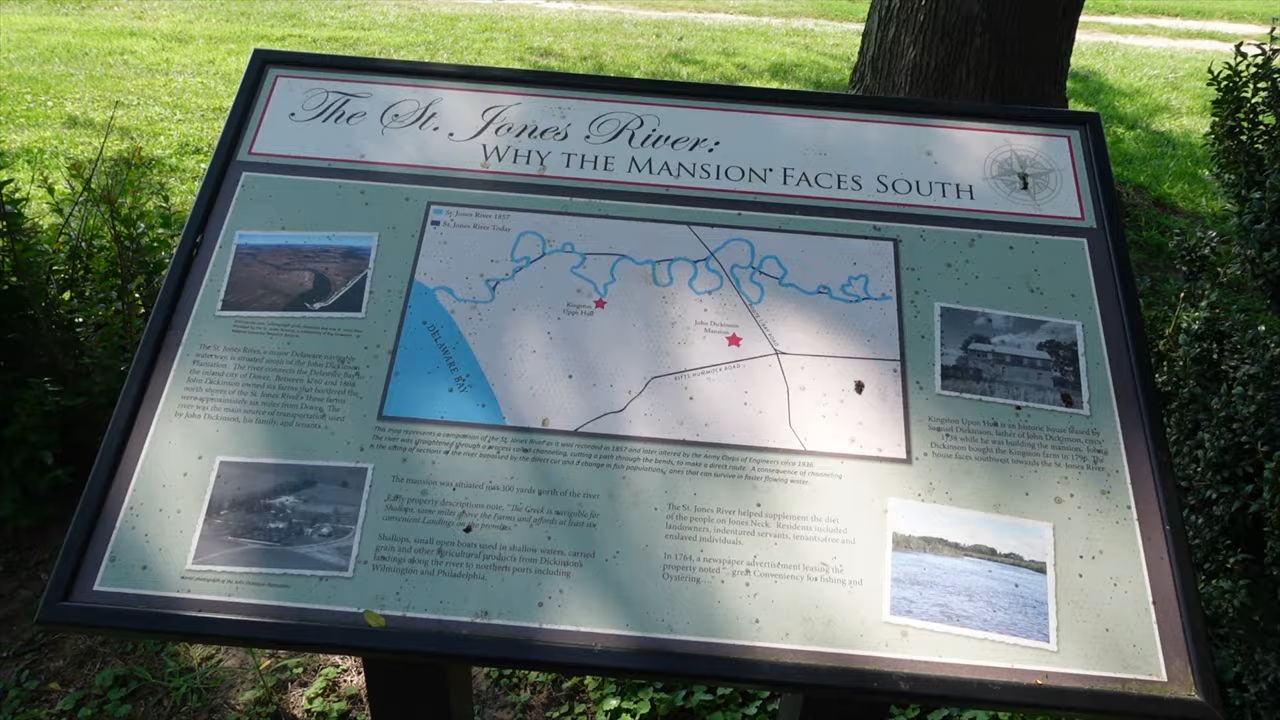 The St. Jones River:
WHY THE MANSION FACES SOUTH
St. Jones River 1857
St. Jones River Today
Kingston
Upon Hull
John Dickinson
Mansion
KITTS HUMMOCK ROAD
DELAWARE BAY
This map represents a comparison of the St. Jones River as it was recorded in 1857 and later altered by the Army Corps of Engineers circa 1936.
The river was straightened through a process called channeling, cutting a path through the bends, to make a direct route. A consequence of channeling
is the silting of sections of the river bypassed by the direct cut and a change in fish populations, ones that can survive in faster flowing water.
The St. Jones River, a major Delaware navigable
waterway, is situated south of the John Dickinson
Plantation. The river connects the Delaware Bay to
the inland city of Dover. Between 1760 and 1808,
John Dickinson owned six farms that bordered the
north shores of the St. Jones River. These farms
were approximately six miles from Dover. The
river was the main source of transportation used
by John Dickinson, his family, and tenants.
Aerial photograph of the John Dickinson Plantation.
The mansion was situated just 300 yards north of the river
Early property descriptions note, "The Creek is navigable for
Shallops, some miles above the Farms and affords at least six
convenient Landings on the premises."
Shallops, small open boats used in shallow waters, carried
grain and other agricultural products from Dickinson's
landings along the river to northern ports including
Wilmington and Philadelphia.
The St. Jones River helped supplement the diet
of the people on Jones Neck. Residents included
landowners, indentured servants, tenants, free and
enslaved individuals.
In 1764, a newspaper advertisement leasing the
property noted "...great Conveniency for fishing and
Oystering...."
Kingston Upon Hull is an historic house leased by
Samuel Dickinson, father of John Dickinson, circa
1738 while he was building the mansion. John
Dickinson bought the Kingston farm in 1796. The
house faces southwest towards the St. Jones River